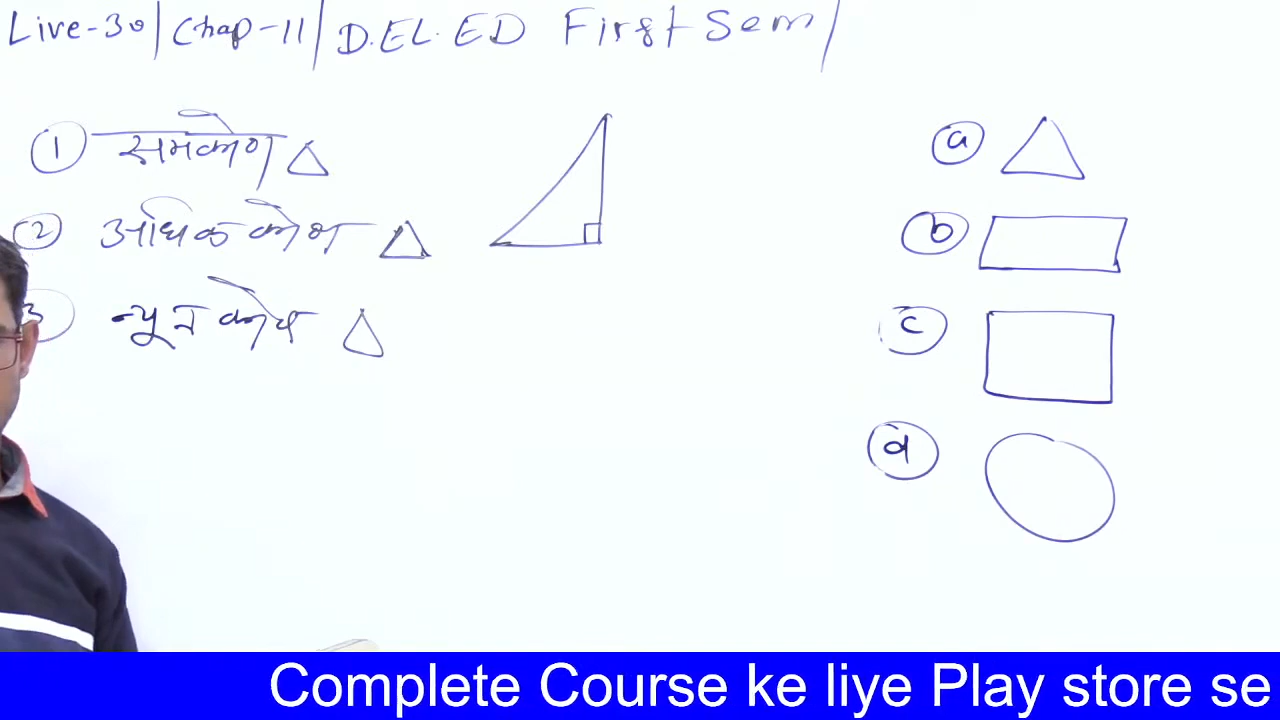 Live-30/Chap-11/D.EL.ED First Sem/
① समकोण △
② अधिक कोण △
3 न्यून कोण △
ⓐ
ⓑ
ⓒ
ⓓ
Complete Course ke liye Play store se